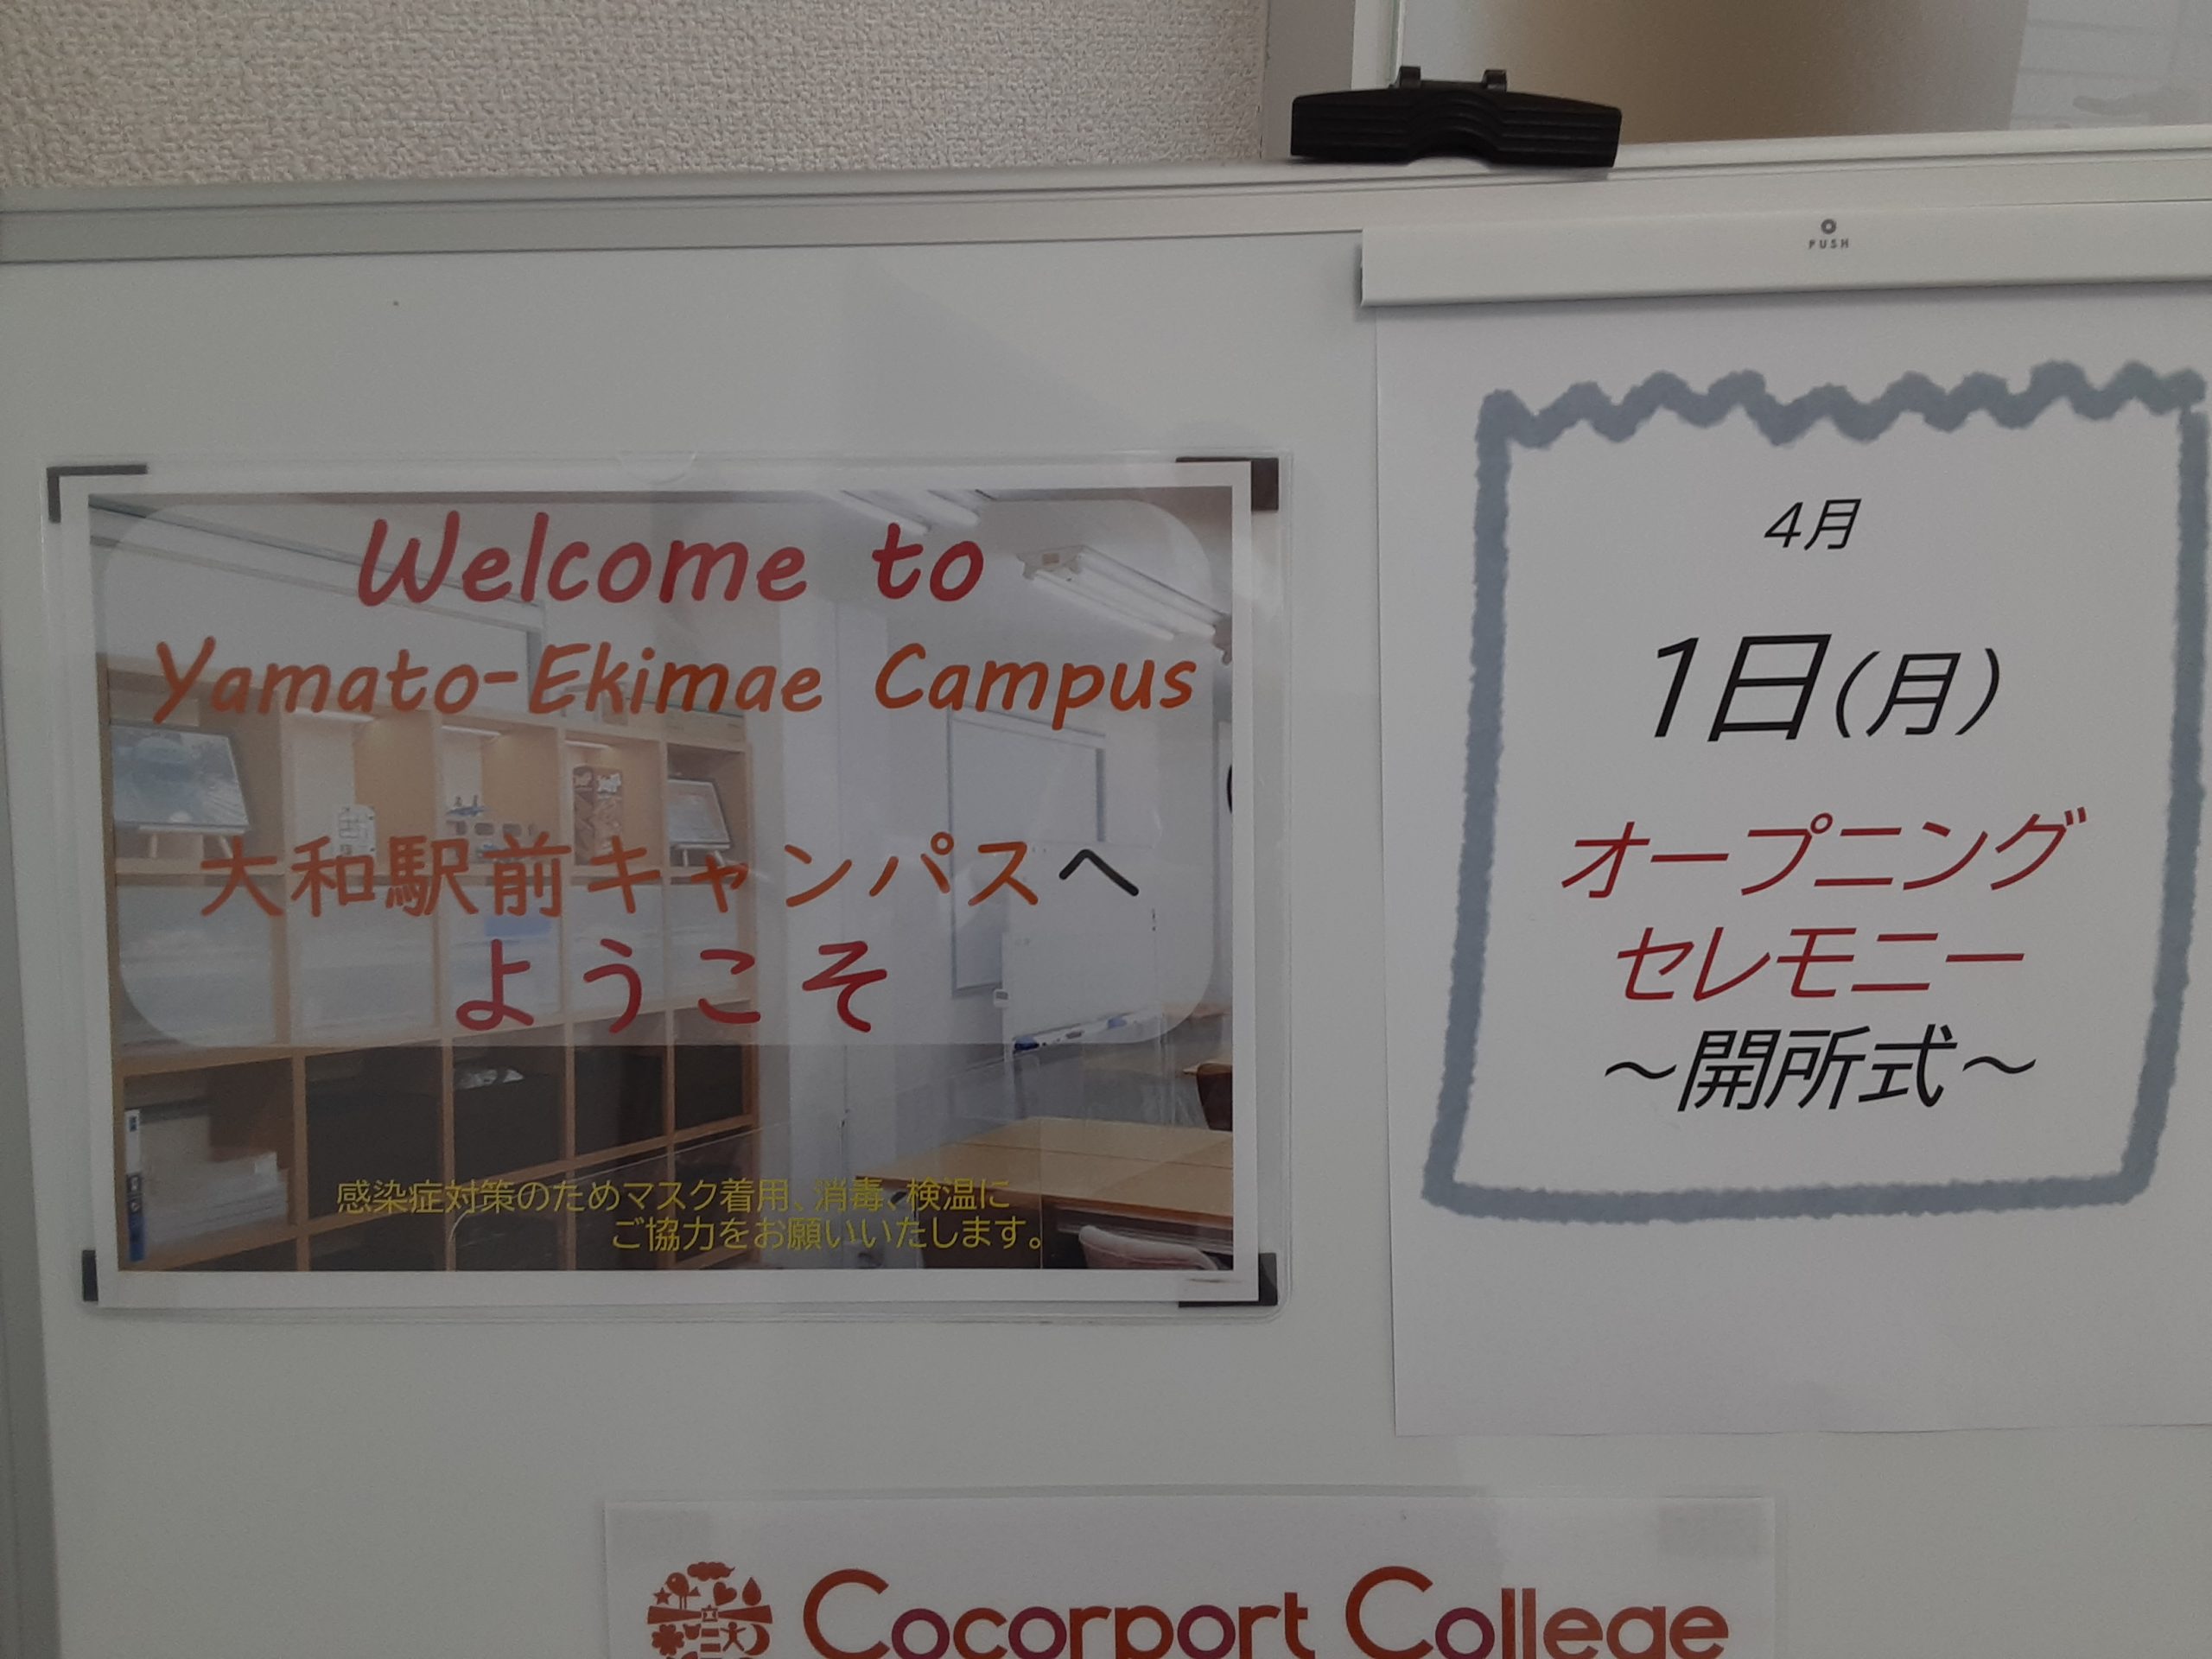 Welcome to
Yamato-Ekimae Campus
大和駅前キャンパスへ
ようこそ
感染症対策のためマスク着用、消毒、検温に
ご協力をお願いいたします。
PUSH
4月
1日(月)
オープニング
セレモニー
～開所式～
Cocorport College